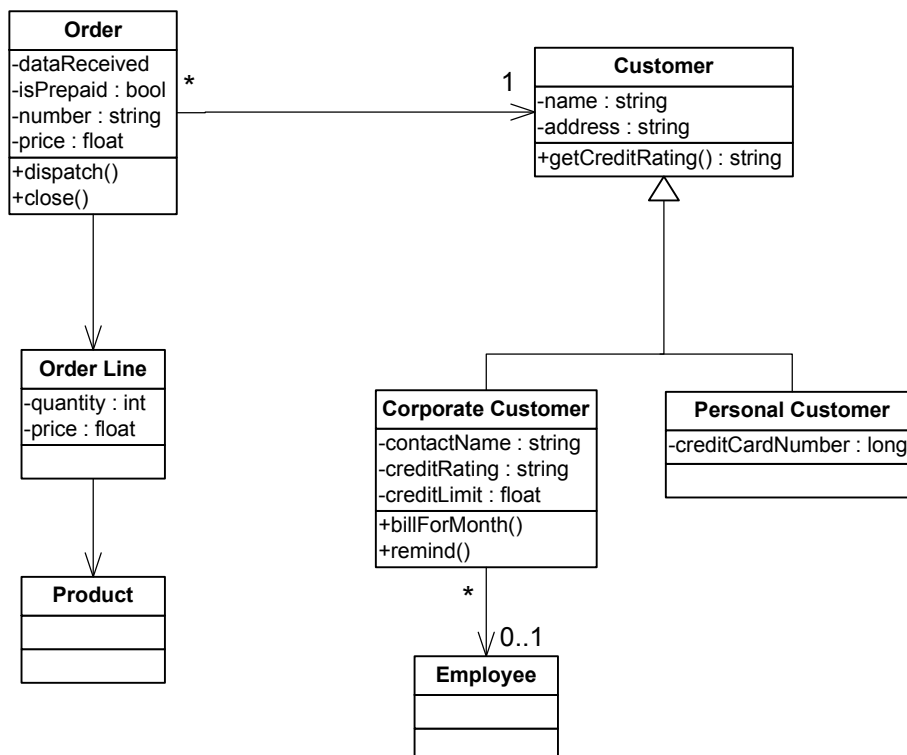 Order
-dataReceived
-isPrepaid : bool
-number : string
-price : float
+dispatch()
+close()
*
1
Customer
-name : string
-address : string
+getCreditRating() : string
Order Line
-quantity : int
-price : float
Product
Corporate Customer
-contactName : string
-creditRating : string
-creditLimit : float
+billForMonth()
+remind()
Personal Customer
-creditCardNumber : long
*
0..1
Employee